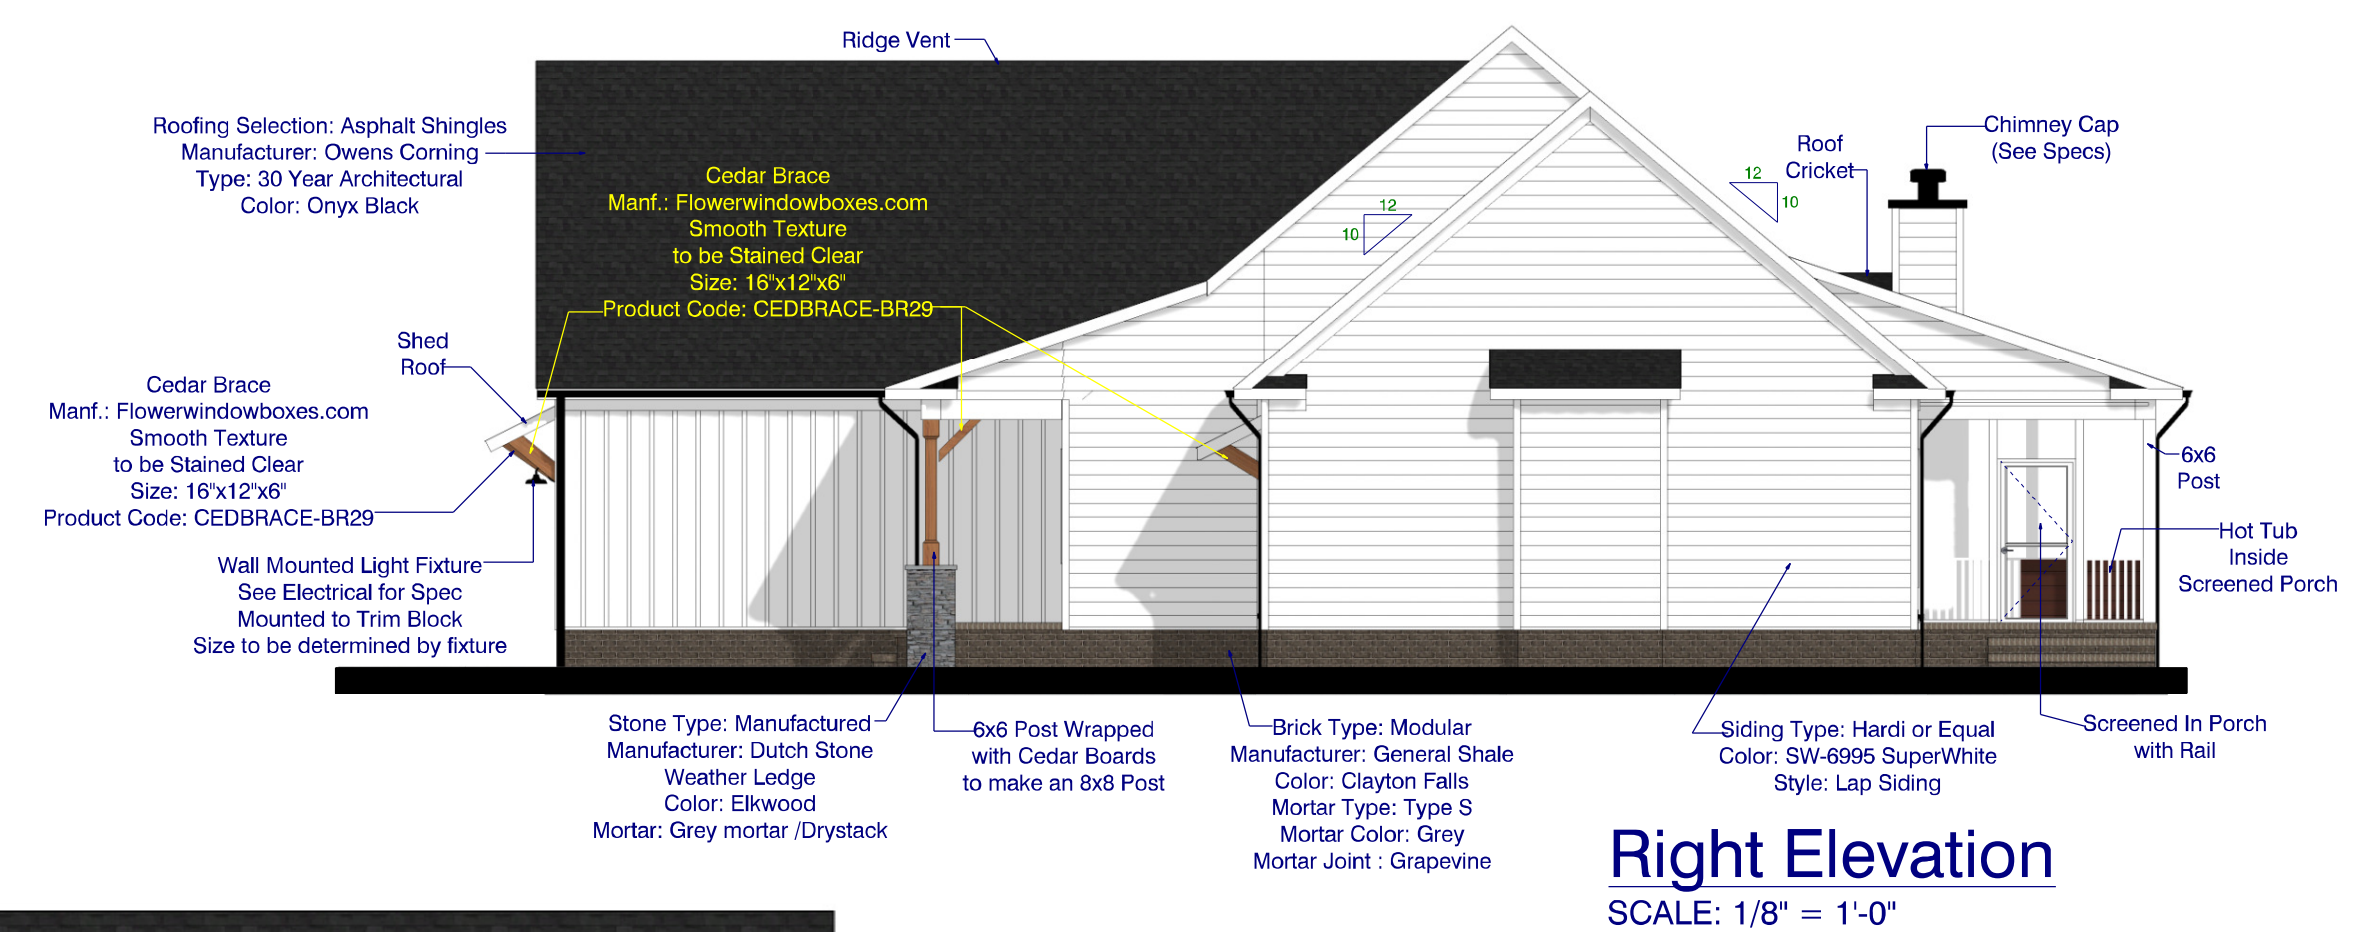 Ridge Vent
Roofing Selection: Asphalt Shingles
Manufacturer: Owens Corning
Type: 30 Year Architectural
Color: Onyx Black
Cedar Brace
Manf.: Flowerwindowboxes.com
Smooth Texture
to be Stained Clear
Size: 16"x12"x6"
Product Code: CEDBRACE-BR29
12
10
12
10
Roof
Cricket
Chimney Cap
(See Specs)
Shed
Roof
Cedar Brace
Manf.: Flowerwindowboxes.com
Smooth Texture
to be Stained Clear
Size: 16"x12"x6"
Product Code: CEDBRACE-BR29
Wall Mounted Light Fixture
See Electrical for Spec
Mounted to Trim Block
Size to be determined by fixture
6x6
Post
Hot Tub
Inside
Screened Porch
Stone Type: Manufactured
Manufacturer: Dutch Stone
Weather Ledge
Color: Elkwood
Mortar: Grey mortar /Drystack
6x6 Post Wrapped
with Cedar Boards
to make an 8x8 Post
Brick Type: Modular
Manufacturer: General Shale
Color: Clayton Falls
Mortar Type: Type S
Mortar Color: Grey
Mortar Joint : Grapevine
Siding Type: Hardi or Equal
Color: SW-6995 SuperWhite
Style: Lap Siding
Screened In Porch
with Rail
Right Elevation
SCALE: 1/8" = 1'-0"